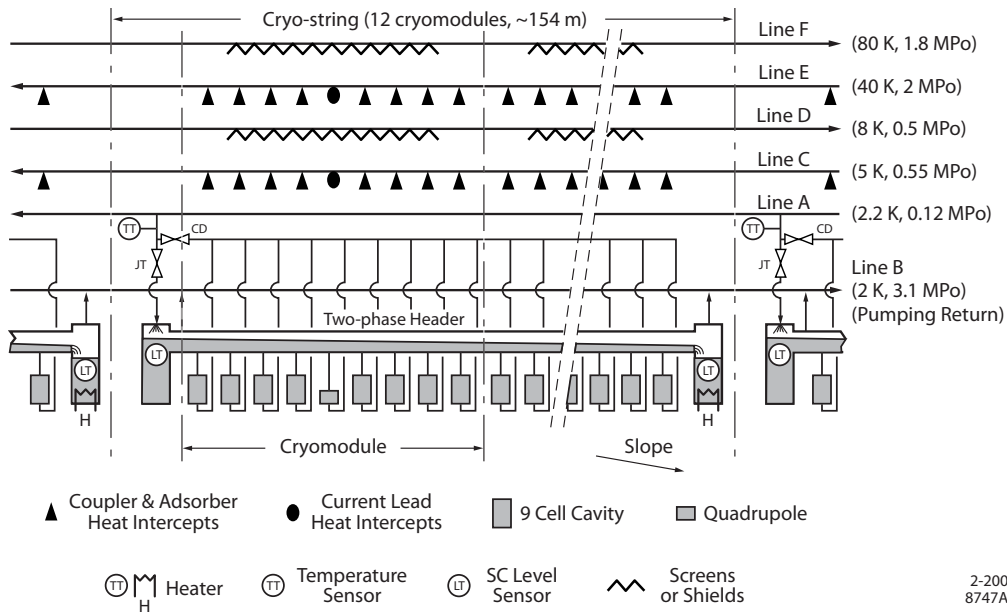 Cryo-string (12 cryomodules, ~154 m)
Line F
(80 K, 1.8 MPo)
Line E
(40 K, 2 MPo)
Line D
(8 K, 0.5 MPo)
Line C
(5 K, 0.55 MPo)
Line A
(2.2 K, 0.12 MPo)
TT
CD
JT
TT
CD
JT
Line B
(2 K, 3.1 MPo)
(Pumping Return)
Two-phase Header
LT
LT
LT
LT
H
H
Cryomodule
Slope
Coupler & Adsorber
Heat Intercepts
Current Lead
Heat Intercepts
9 Cell Cavity
Quadrupole
TT
H
Heater
TT
Temperature
Sensor
LT
SC Level
Sensor
Screens
or Shields
2-200
8747A